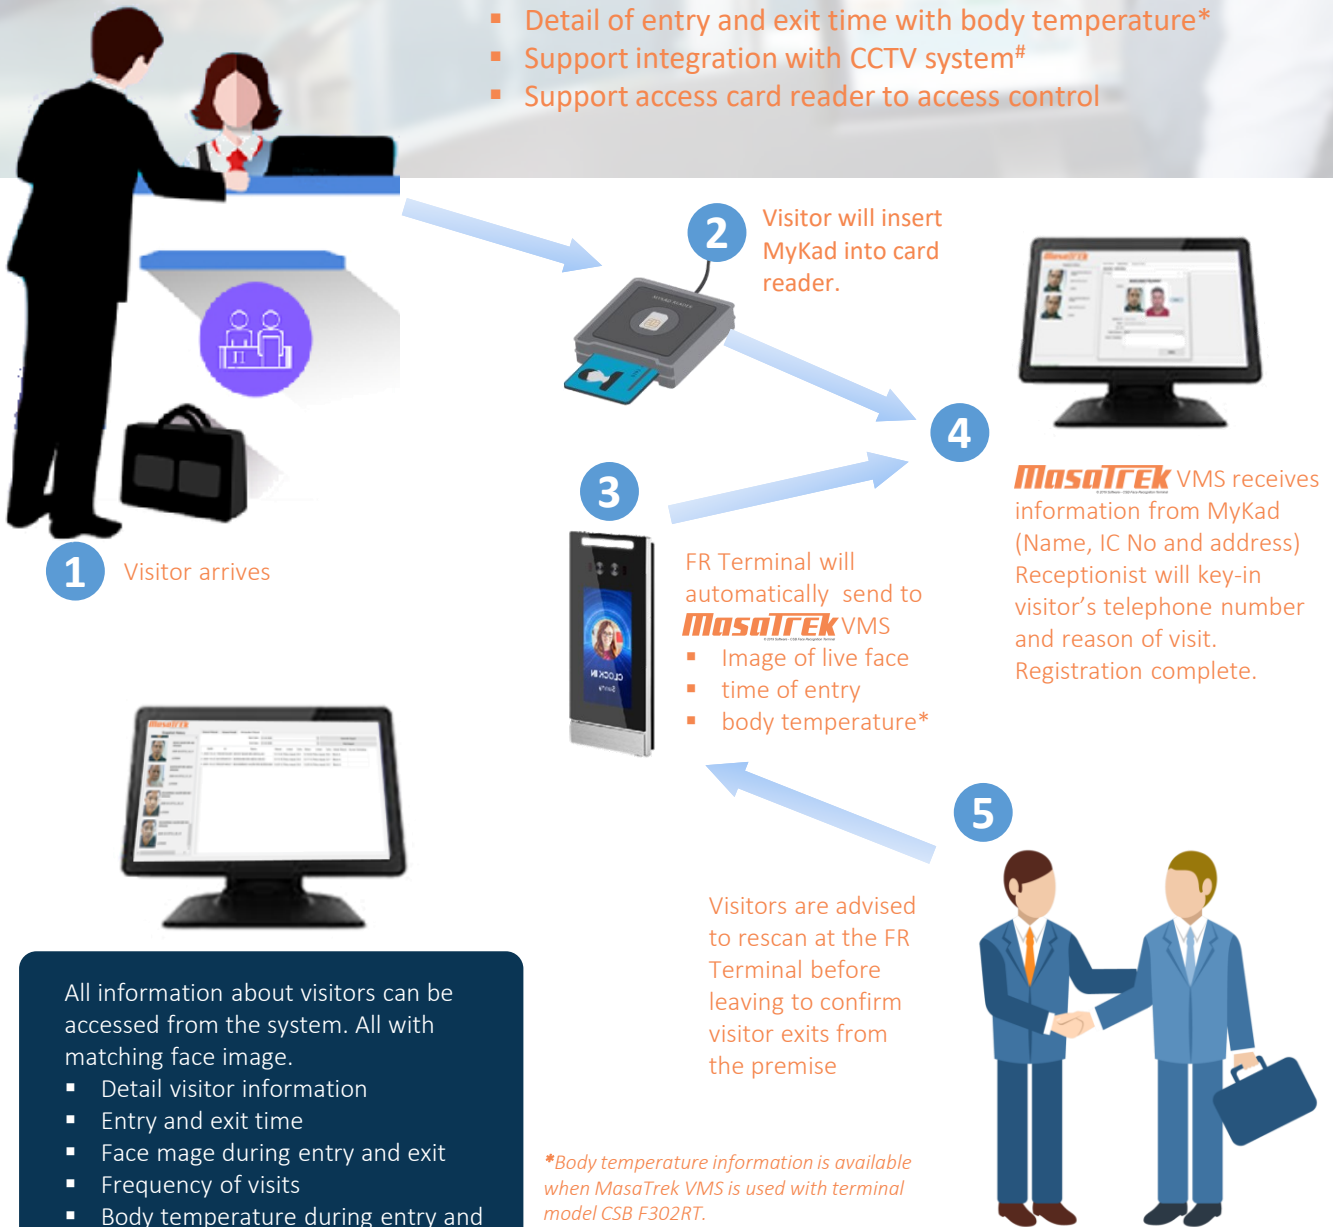 ▪ Detail of entry and exit time with body temperature*
▪ Support integration with CCTV system#
▪ Support access card reader to access control
2
Visitor will insert
MyKad into card
reader.
1
Visitor arrives
3
FR Terminal will
automatically send to
MasaTrek VMS
▪ Image of live face
▪ time of entry
▪ body temperature*
CLOCK IN
4
MasaTrek VMS receives
information from MyKad
(Name, IC No and address)
Receptionist will key-in
visitor's telephone number
and reason of visit.
Registration complete.
MasaTrek
MasaTrek
5
Visitors are advised
to rescan at the FR
Terminal before
leaving to confirm
visitor exits from
the premise
All information about visitors can be
accessed from the system. All with
matching face image.
▪ Detail visitor information
▪ Entry and exit time
▪ Face mage during entry and exit
▪ Frequency of visits
▪ Body temperature during entry and
*Body temperature information is available
when MasaTrek VMS is used with terminal
model CSB F302RT.